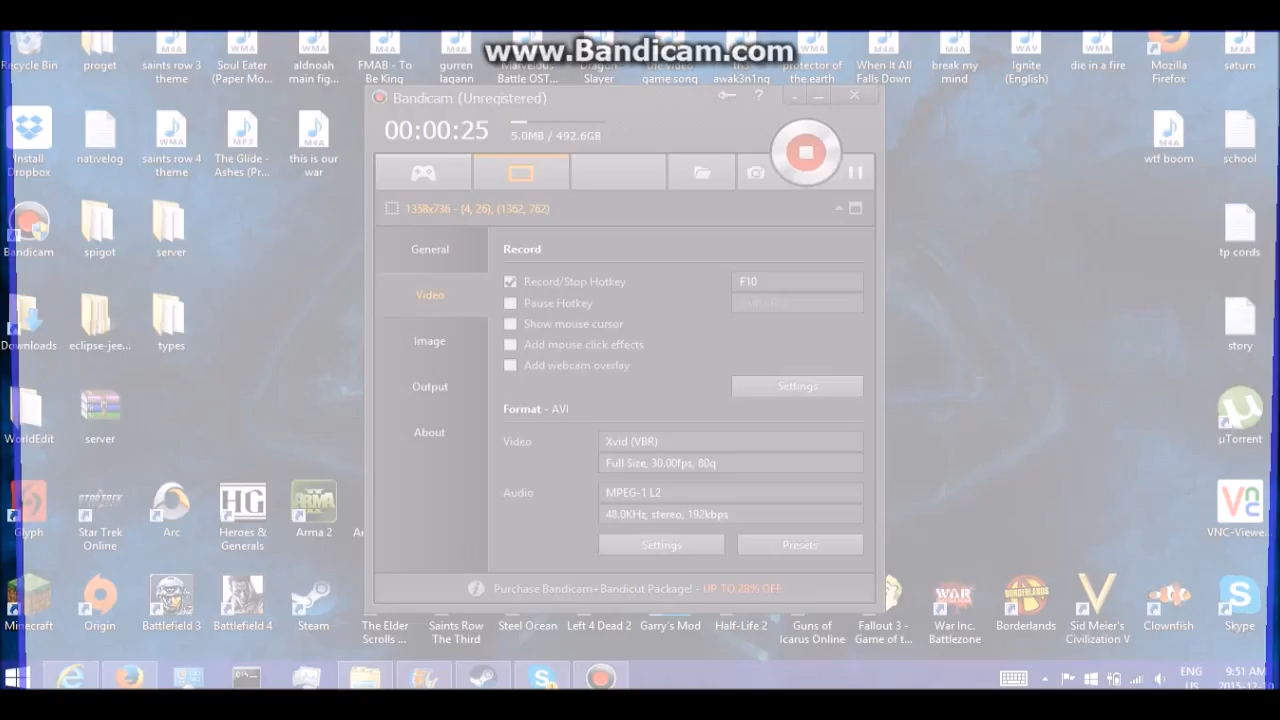 www.Bandicam.com
Recycle Bin
proget
saints row 3 theme
Soul Eater (Paper Mo...
aldnoah main fig...
FMAB - To Be King
gurren lagann
Battle OST...
Slayer
game song
awak3n1ng
protector of the earth
When It All Falls Down
break my mind
Ignite (English)
die in a fire
Mozilla Firefox
saturn
Bandicam (Unregistered)
00:00:25
5.0MB / 492.6GB
1358x736 - (4, 26), (1362, 762)
General
Video
Image
Output
About
Record
Record/Stop Hotkey
F10
Pause Hotkey
Show mouse cursor
Add mouse click effects
Add webcam overlay
Settings
Format - AVI
Video
Xvid (VBR)
Full Size, 30.00fps, 80q
Audio
MPEG-1 L2
48.0KHz, stereo, 192kbps
Settings
Presets
Purchase Bandicam+Bandicut Package! - UP TO 28% OFF
Install Dropbox
nativelog
saints row 4 theme
The Glide - Ashes (Pr...
this is our war
wtf boom
school
Bandicam
spigot
server
tp cords
Downloads
eclipse-jee...
types
story
WorldEdit
server
µTorrent
Glyph
Star Trek Online
Arc
Heroes & Generals
Arma 2
VNC-Viewe...
Minecraft
Origin
Battlefield 3
Battlefield 4
Steam
The Elder Scrolls ...
Saints Row The Third
Steel Ocean
Left 4 Dead 2
Garry's Mod
Half-Life 2
Guns of Icarus Online
Fallout 3 - Game of t...
War Inc. Battlezone
Borderlands
Sid Meier's Civilization V
Clownfish
Skype
ENG
US
9:51 AM
2015-12-10